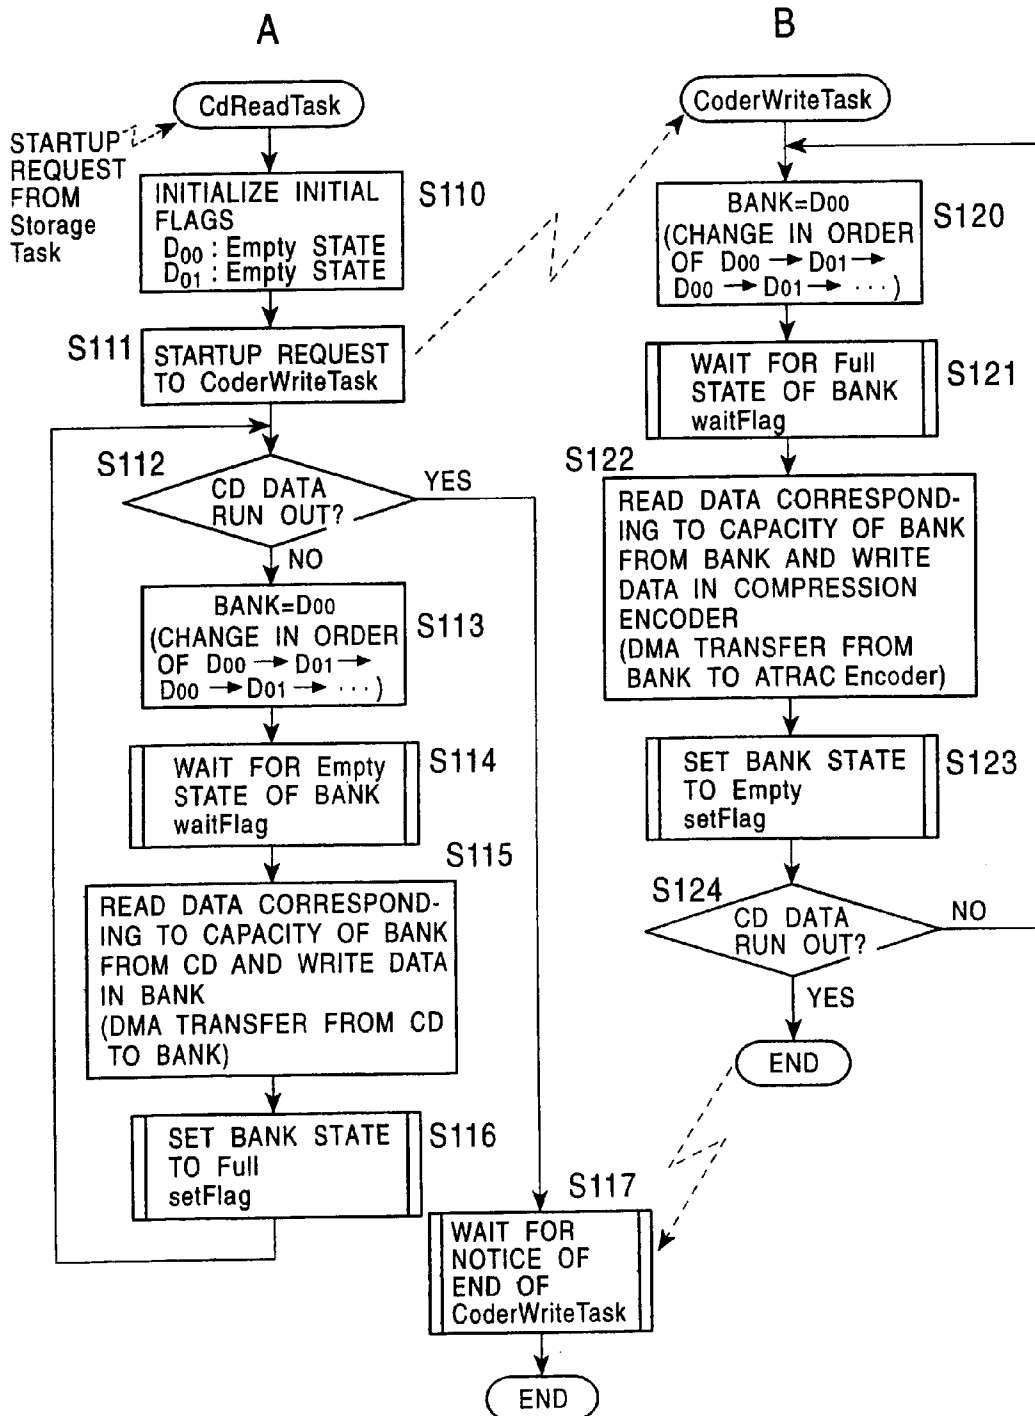 A
CdReadTask
STARTUP
REQUEST
FROM
Storage
Task
INITIALIZE INITIAL
FLAGS
D00 : Empty STATE
D01 : Empty STATE
S110
S111
STARTUP REQUEST
TO CoderWriteTask
S112
CD DATA
RUN OUT?
YES
NO
BANK=D00
(CHANGE IN ORDER
OF D00 → D01 →
D00 → D01 → ··· )
S113
WAIT FOR Empty
STATE OF BANK
waitFlag
S114
S115
READ DATA CORRESPOND-
ING TO CAPACITY OF BANK
FROM CD AND WRITE DATA
IN BANK
(DMA TRANSFER FROM CD
TO BANK)
SET BANK STATE
TO Full
setFlag
S116
S117
WAIT FOR
NOTICE OF
END OF
CoderWriteTask
END
B
CoderWriteTask
BANK=D00
(CHANGE IN ORDER
OF D00 → D01 →
D00 → D01 → ··· )
S120
WAIT FOR Full
STATE OF BANK
waitFlag
S121
S122
READ DATA CORRESPOND-
ING TO CAPACITY OF BANK
FROM BANK AND WRITE
DATA IN COMPRESSION
ENCODER
(DMA TRANSFER FROM
BANK TO ATRAC Encoder)
SET BANK STATE
TO Empty
setFlag
S123
S124
CD DATA
RUN OUT?
NO
YES
END